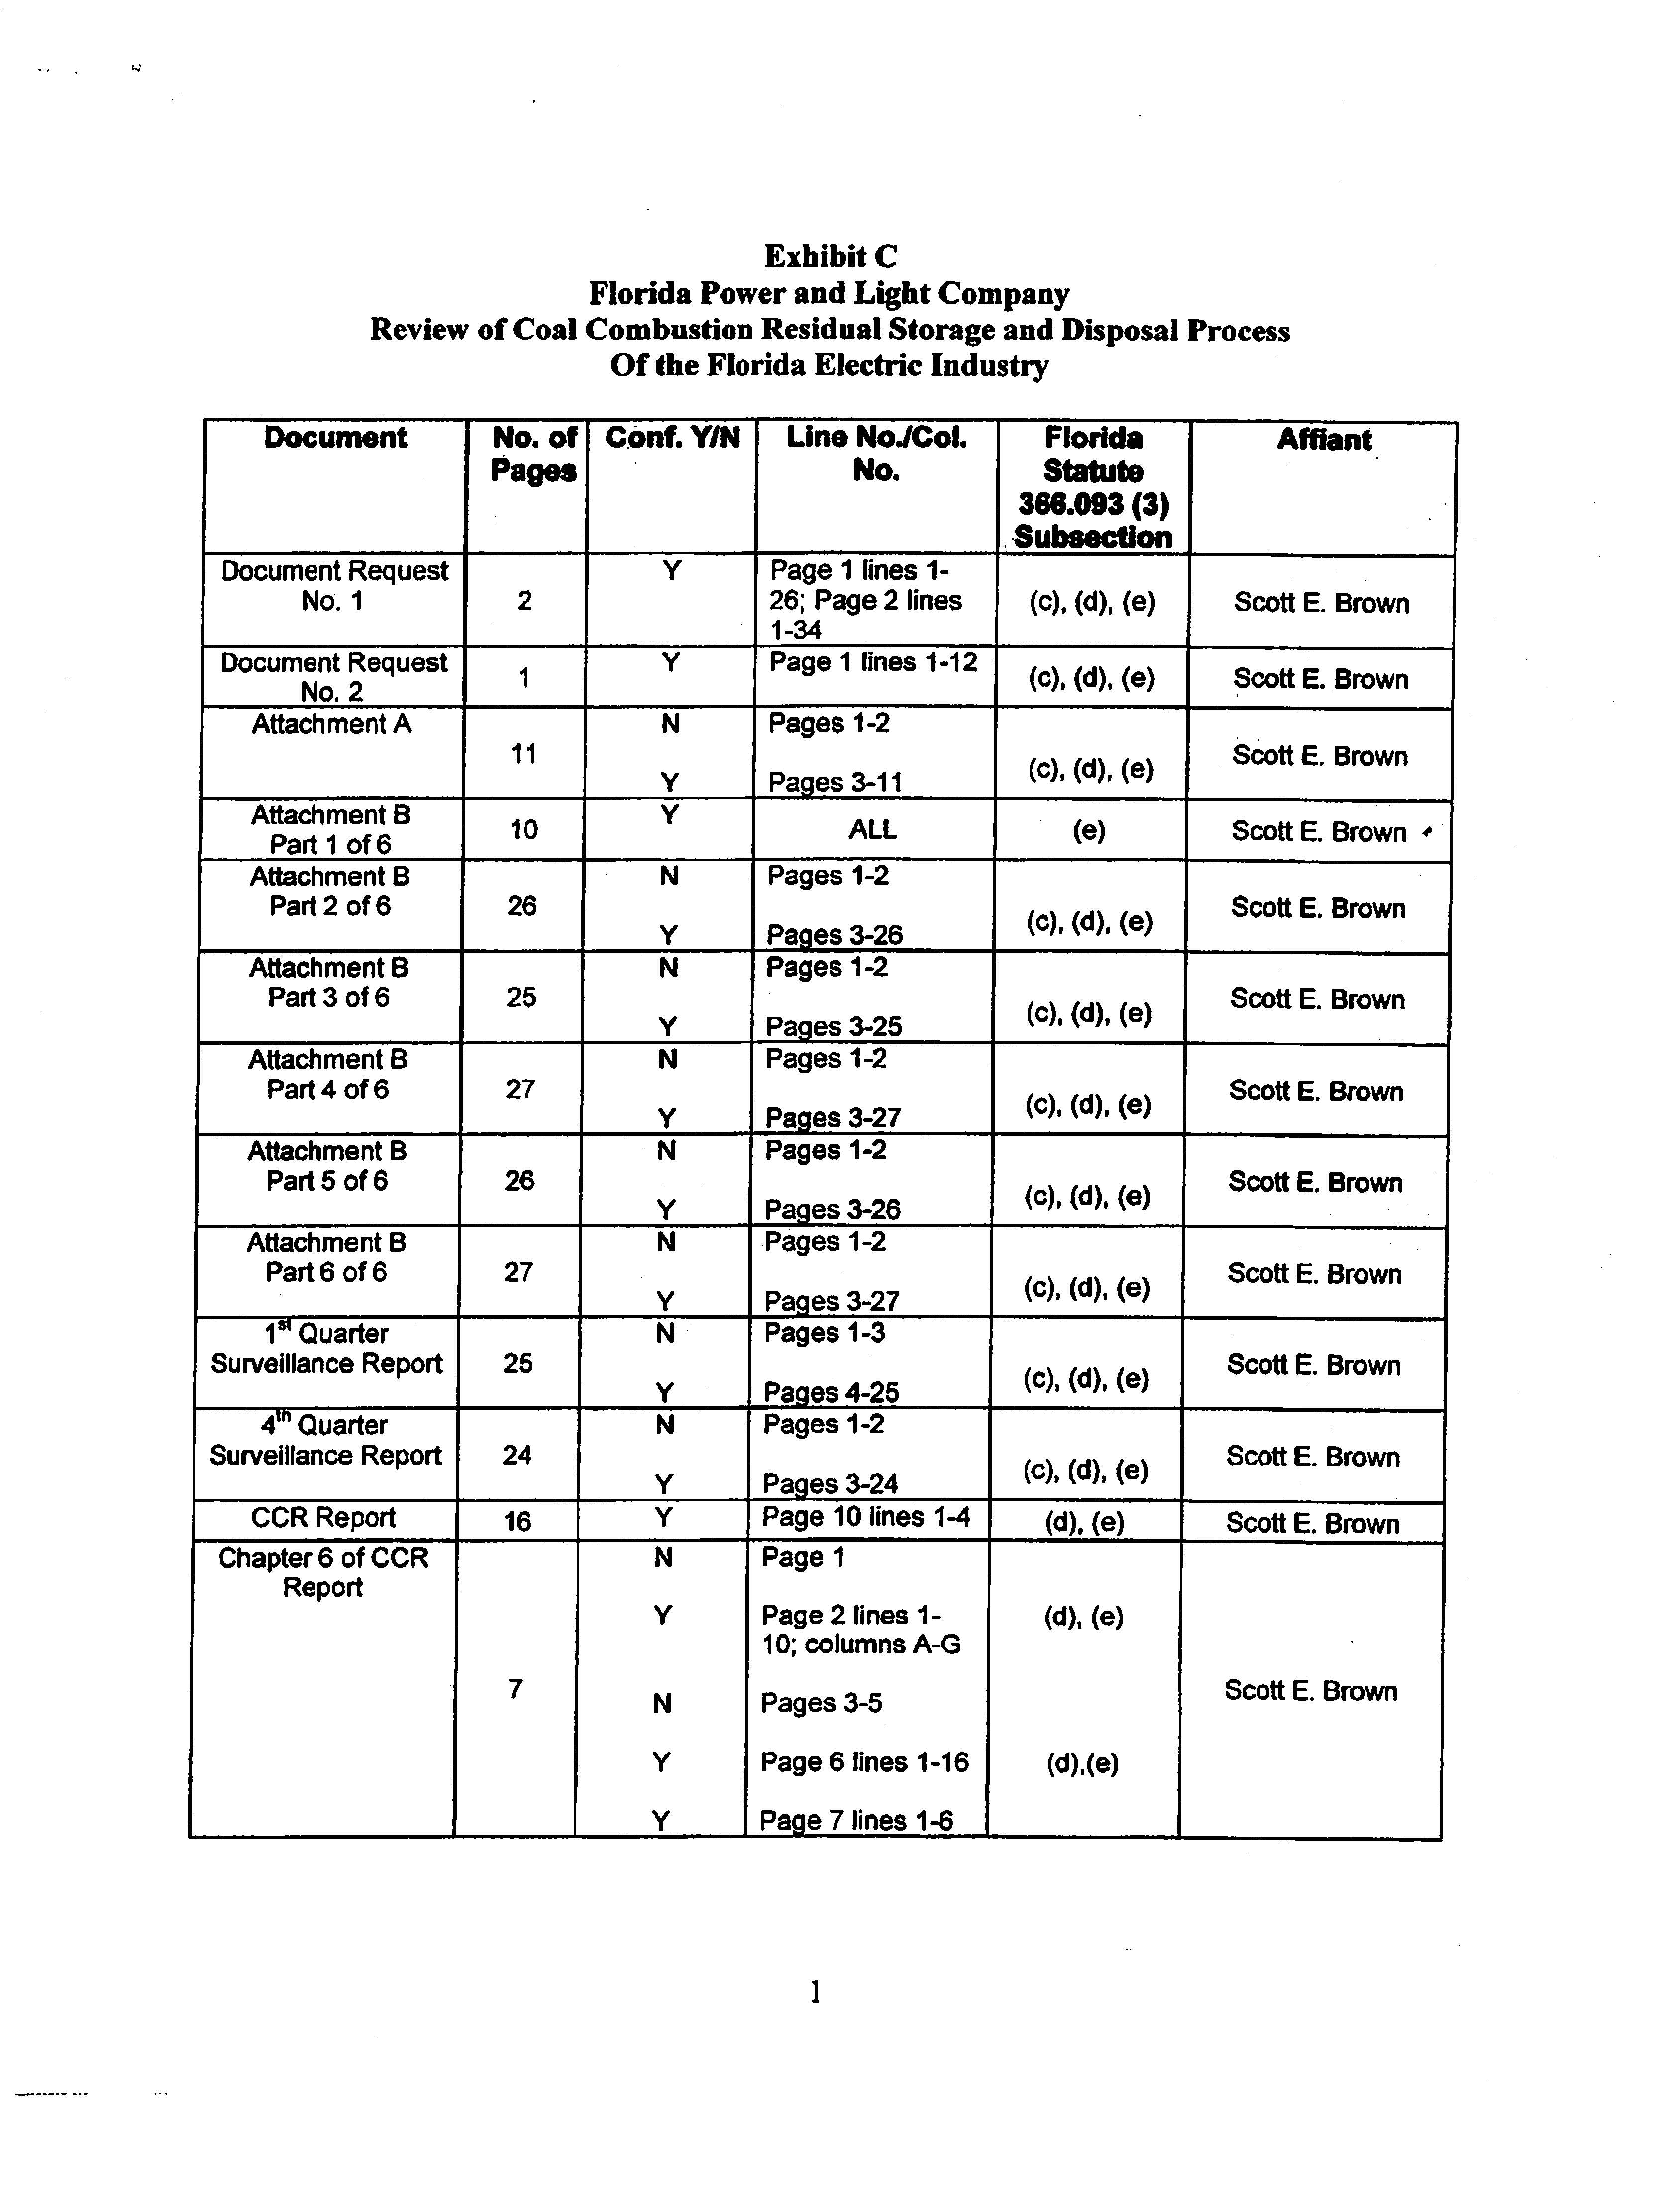 Exhibit C
Florida Power and Light Company
Review of Coal Combustion Residual Storage and Disposal Process
Of the Florida Electric Industry
Document No. of Pages Conf. Y/N Line No./Col. No. Florida Statute 366.093 (3) Subsection Affiant
Document Request No. 1 2 Y Page 1 lines 1-26; Page 2 lines 1-34 (c), (d), (e) Scott E. Brown
Document Request No. 2 1 Y Page 1 lines 1-12 (c), (d), (e) Scott E. Brown
Attachment A 11 N Pages 1-2
Y Pages 3-11 (c), (d), (e) Scott E. Brown
Attachment B Part 1 of 6 10 Y ALL (e) Scott E. Brown
Attachment B Part 2 of 6 26 N Pages 1-2
Y Pages 3-26 (c), (d), (e) Scott E. Brown
Attachment B Part 3 of 6 25 N Pages 1-2
Y Pages 3-25 (c), (d), (e) Scott E. Brown
Attachment B Part 4 of 6 27 N Pages 1-2
Y Pages 3-27 (c), (d), (e) Scott E. Brown
Attachment B Part 5 of 6 26 N Pages 1-2
Y Pages 3-26 (c), (d), (e) Scott E. Brown
Attachment B Part 6 of 6 27 N Pages 1-2
Y Pages 3-27 (c), (d), (e) Scott E. Brown
1st Quarter Surveillance Report 25 N Pages 1-3
Y Pages 4-25 (c), (d), (e) Scott E. Brown
4th Quarter Surveillance Report 24 N Pages 1-2
Y Pages 3-24 (c), (d), (e) Scott E. Brown
CCR Report 16 Y Page 10 lines 1-4 (d), (e) Scott E. Brown
Chapter 6 of CCR Report 7 N Page 1
Y Page 2 lines 1-10; columns A-G (d), (e)
N Pages 3-5 Scott E. Brown
Y Page 6 lines 1-16 (d),(e)
Y Page 7 lines 1-6
1